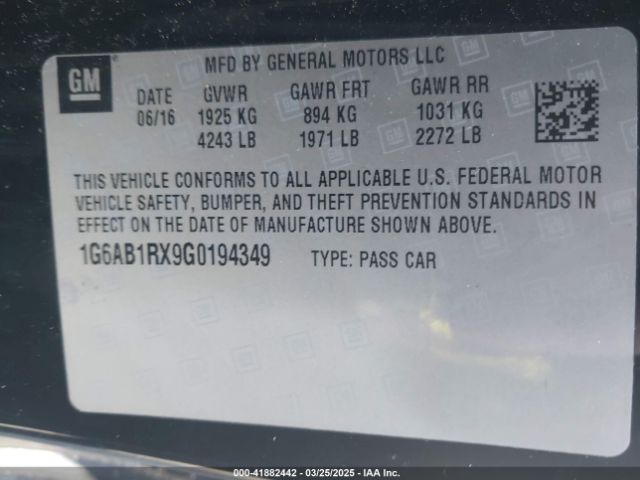 GM
MFD BY GENERAL MOTORS LLC
DATE GVWR GAWR FRT GAWR RR
06/16 1925 KG 894 KG 1031 KG
4243 LB 1971 LB 2272 LB
THIS VEHICLE CONFORMS TO ALL APPLICABLE U.S. FEDERAL MOTOR
VEHICLE SAFETY, BUMPER, AND THEFT PREVENTION STANDARDS IN
EFFECT ON THE DATE OF MANUFACTURE SHOWN ABOVE.
1G6AB1RX9G0194349 TYPE: PASS CAR
000-41882442 - 03/25/2025 - IAA Inc.